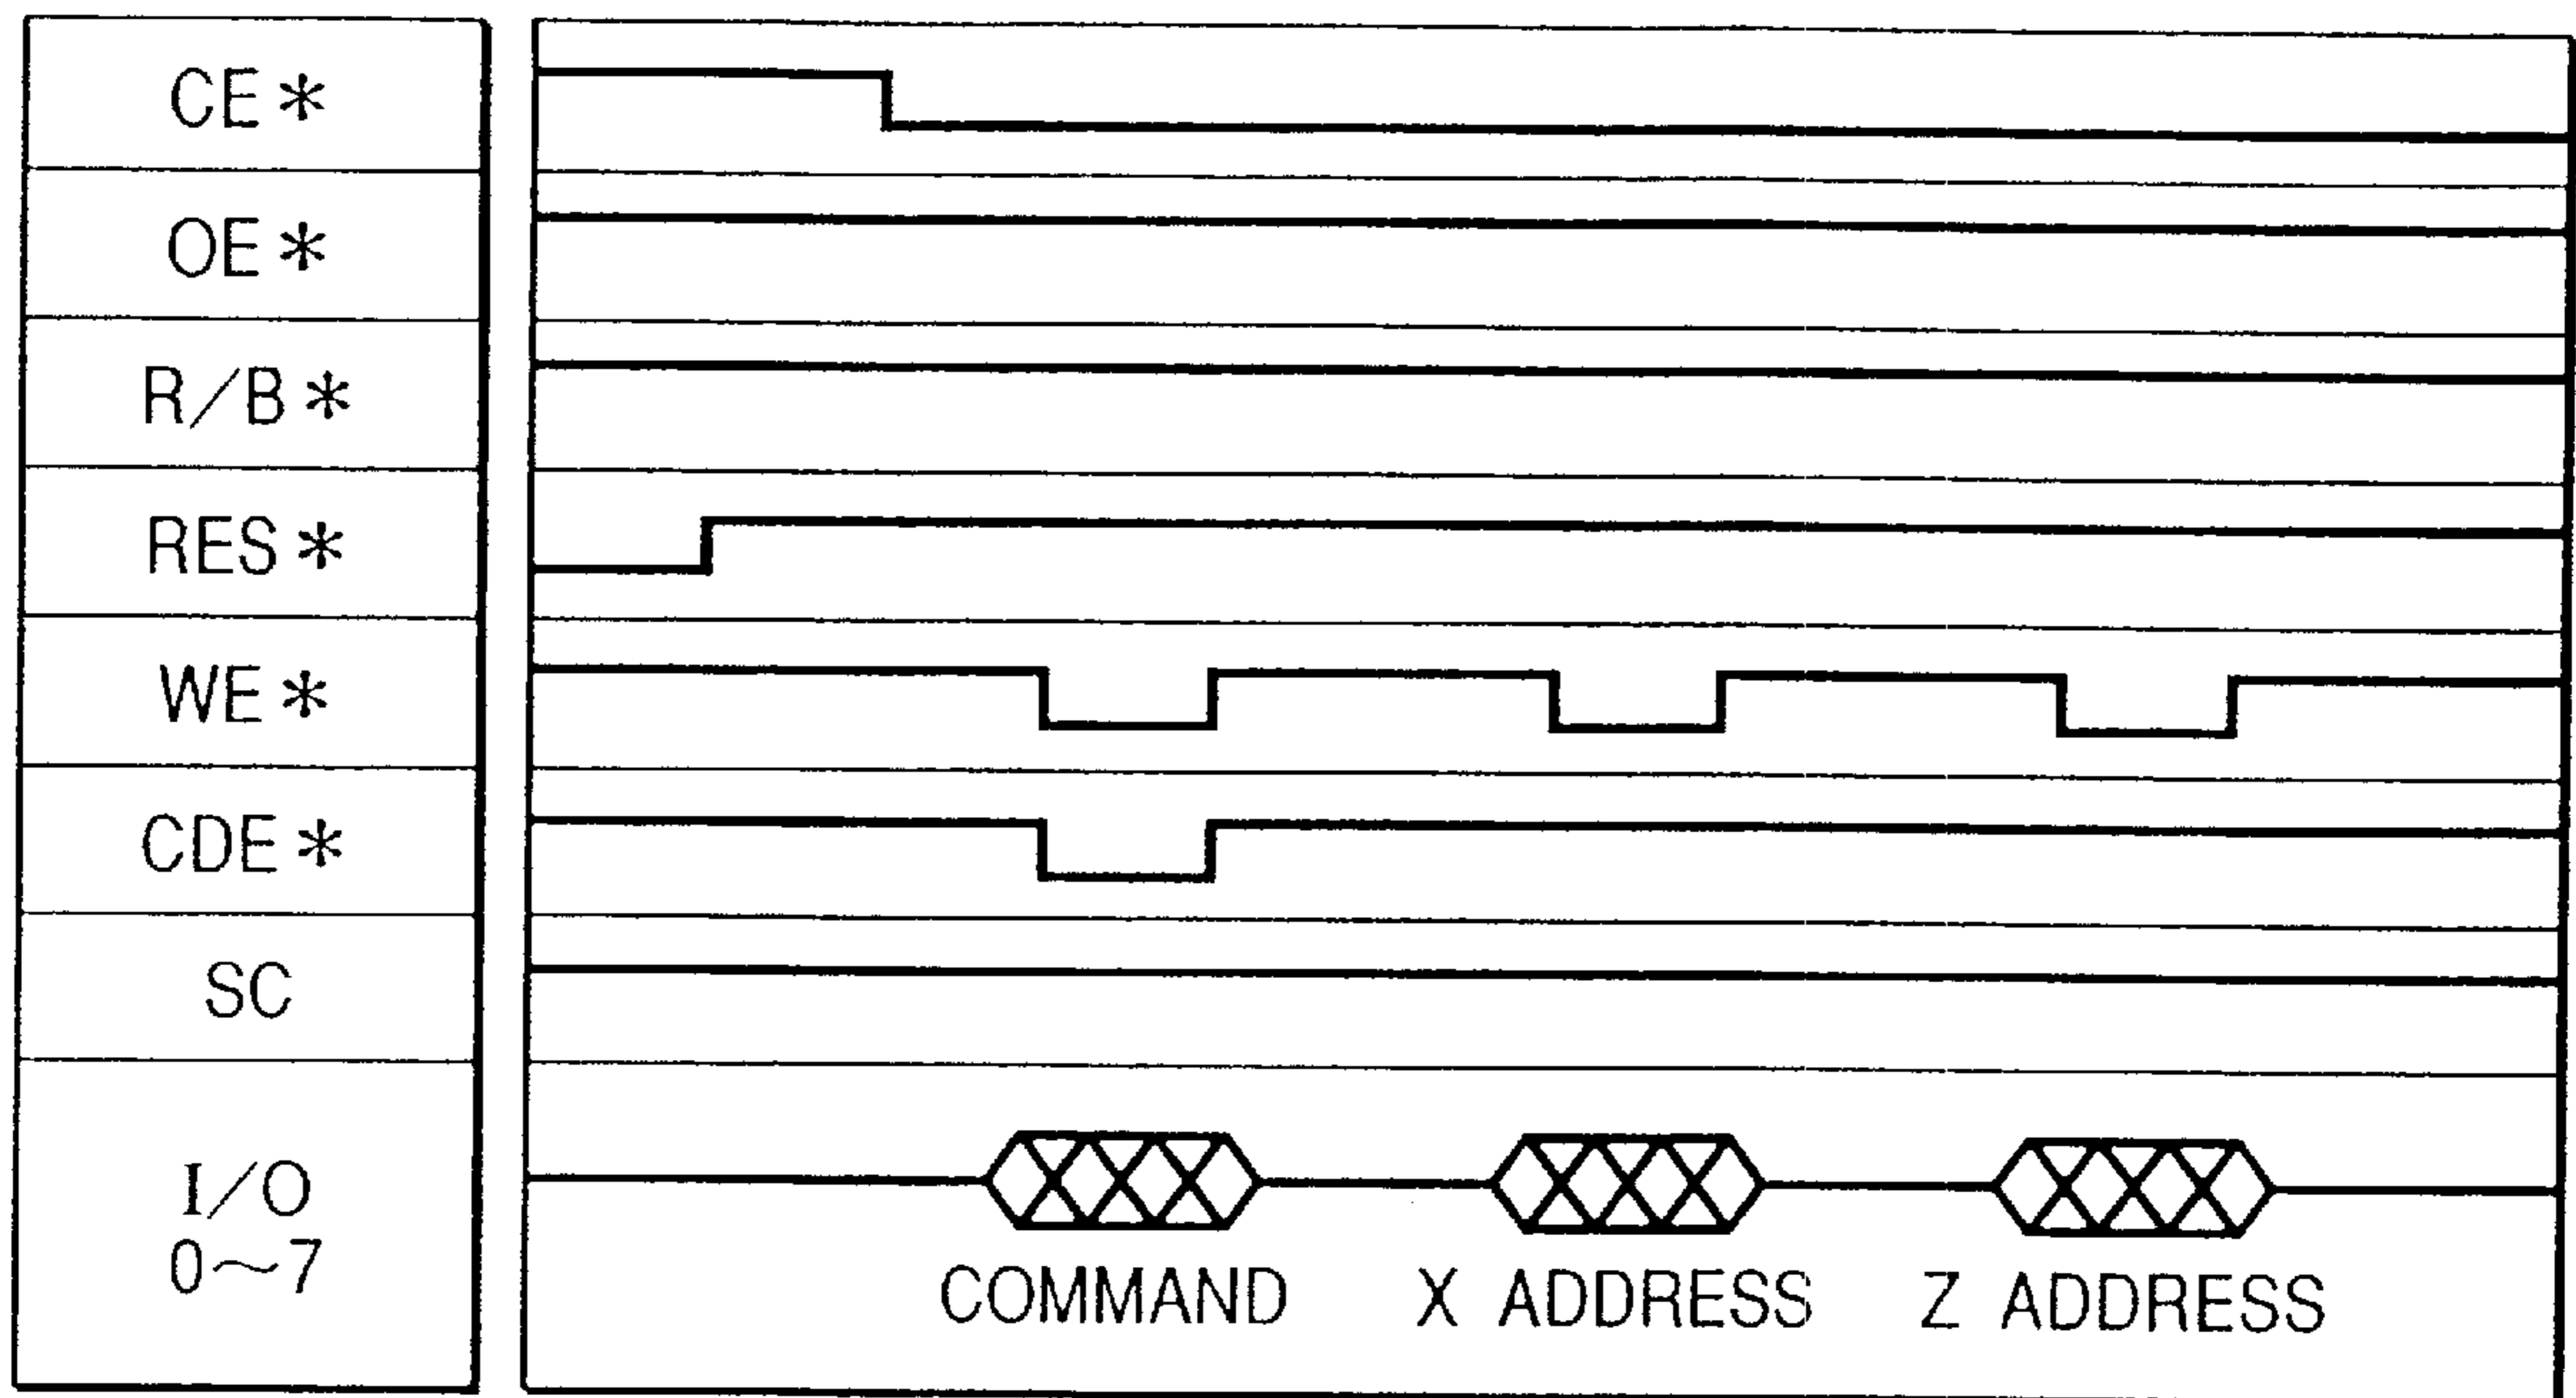 CE*
OE*
R/B*
RES*
WE*
CDE*
SC
I/O
0~7
COMMAND X ADDRESS Z ADDRESS